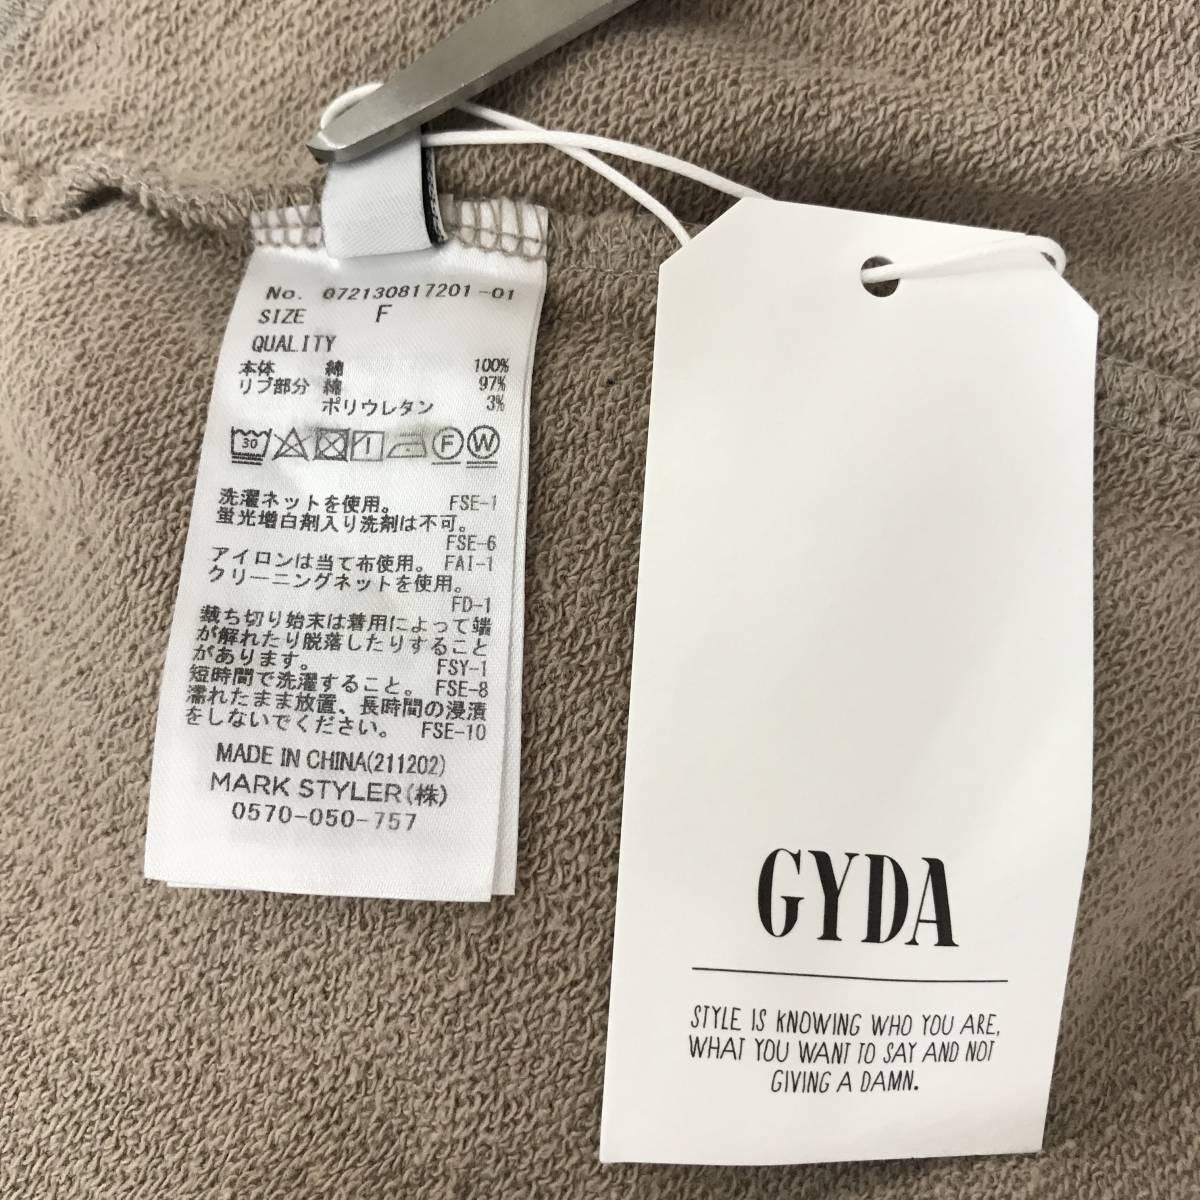 No. 072130817201-01
SIZE F
QUALITY
本体 綿 100%
リブ部分 綿 97%
ポリウレタン 3%
30 F W
洗濯ネットを使用。 FSE-1
蛍光増白剤入り洗剤は不可。
FSE-6
アイロンは当て布使用。 FAI-1
クリーニングネットを使用。
FD-1
裁ち切り始末は着用によって端
が解れたり脱落したりすること
があります。 FSY-1
短時間で洗濯すること。 FSE-8
濡れたまま放置、長時間の浸漬
をしないでください。 FSE-10
MADE IN CHINA(211202)
MARK STYLER(株)
0570-050-757
GYDA
STYLE IS KNOWING WHO YOU ARE,
WHAT YOU WANT TO SAY AND NOT
GIVING A DAMN.